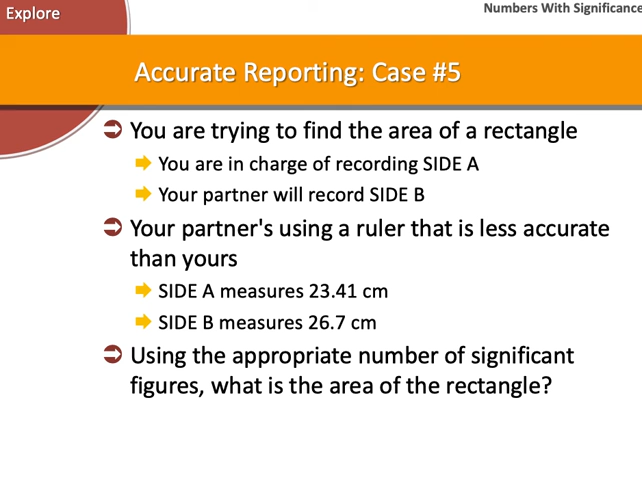 Explore
Numbers With Significance
Accurate Reporting: Case #5
You are trying to find the area of a rectangle
You are in charge of recording SIDE A
Your partner will record SIDE B
Your partner's using a ruler that is less accurate
than yours
SIDE A measures 23.41 cm
SIDE B measures 26.7 cm
Using the appropriate number of significant
figures, what is the area of the rectangle?